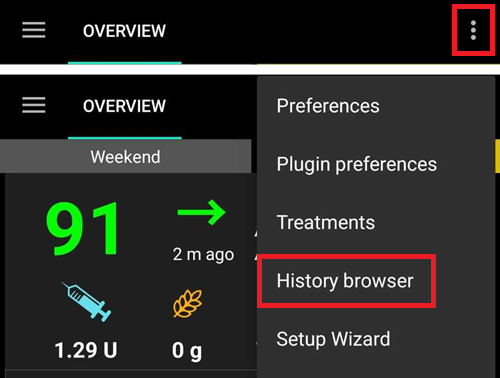 OVERVIEW
OVERVIEW
Preferences
Weekend
Plugin preferences
91
2 m ago
Treatments
History browser
1.29 U
0 g
Setup Wizard